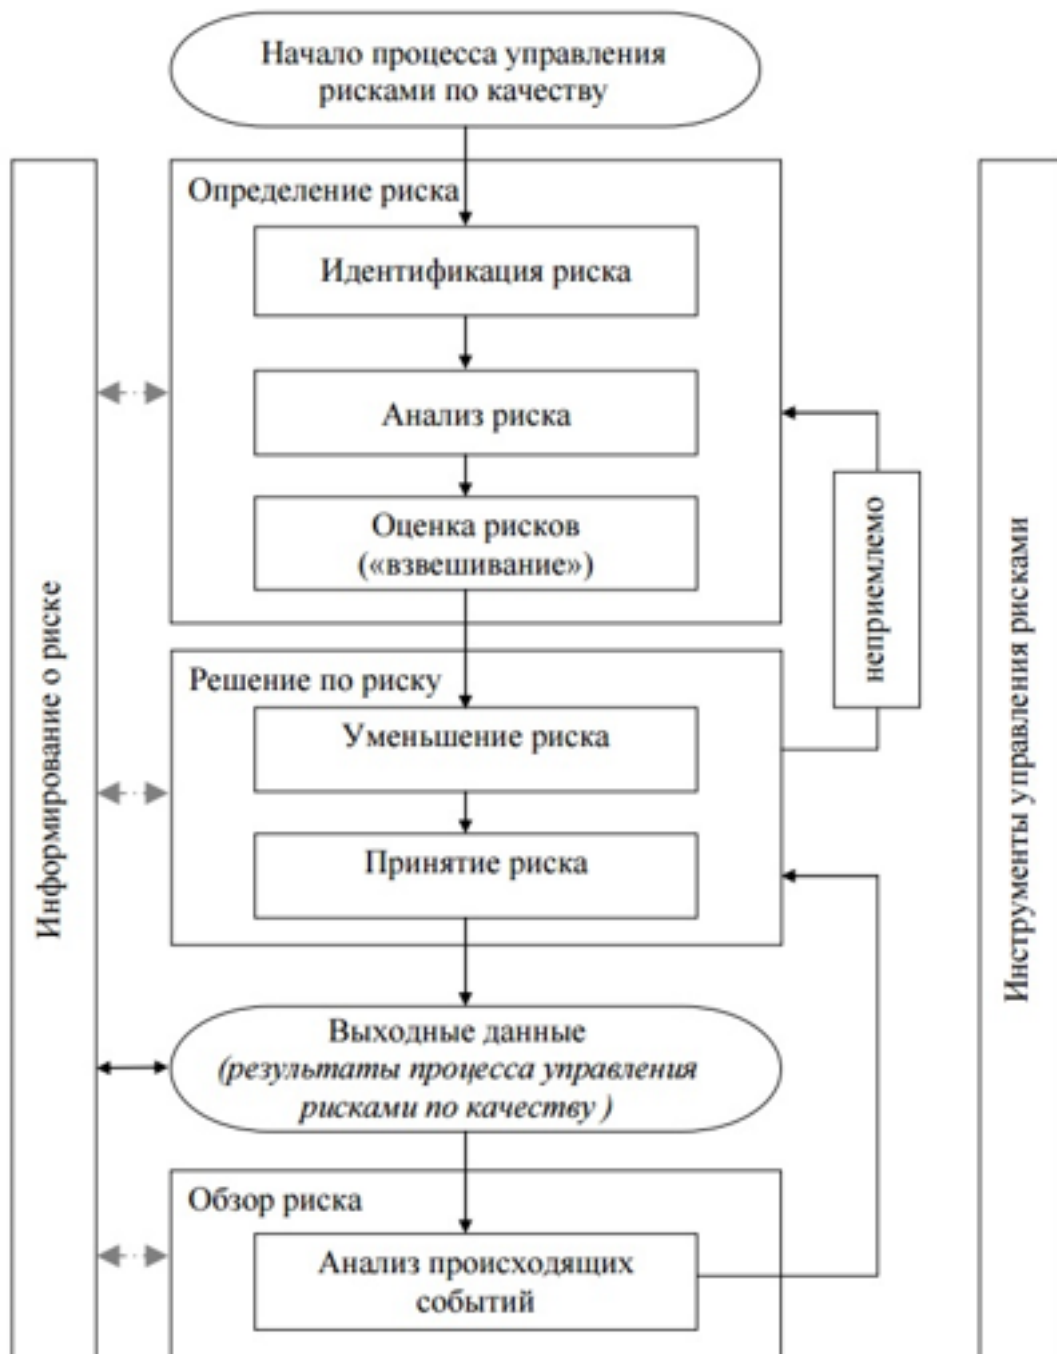 Начало процесса управления
рисками по качеству
Определение риска
Идентификация риска
Анализ риска
Оценка рисков
(«взвешивание»)
неприемлемо
Решение по риску
Уменьшение риска
Принятие риска
Выходные данные
(результаты процесса управления
рисками по качеству )
Обзор риска
Анализ происходящих
событий
Информирование о риске
Инструменты управления рисками